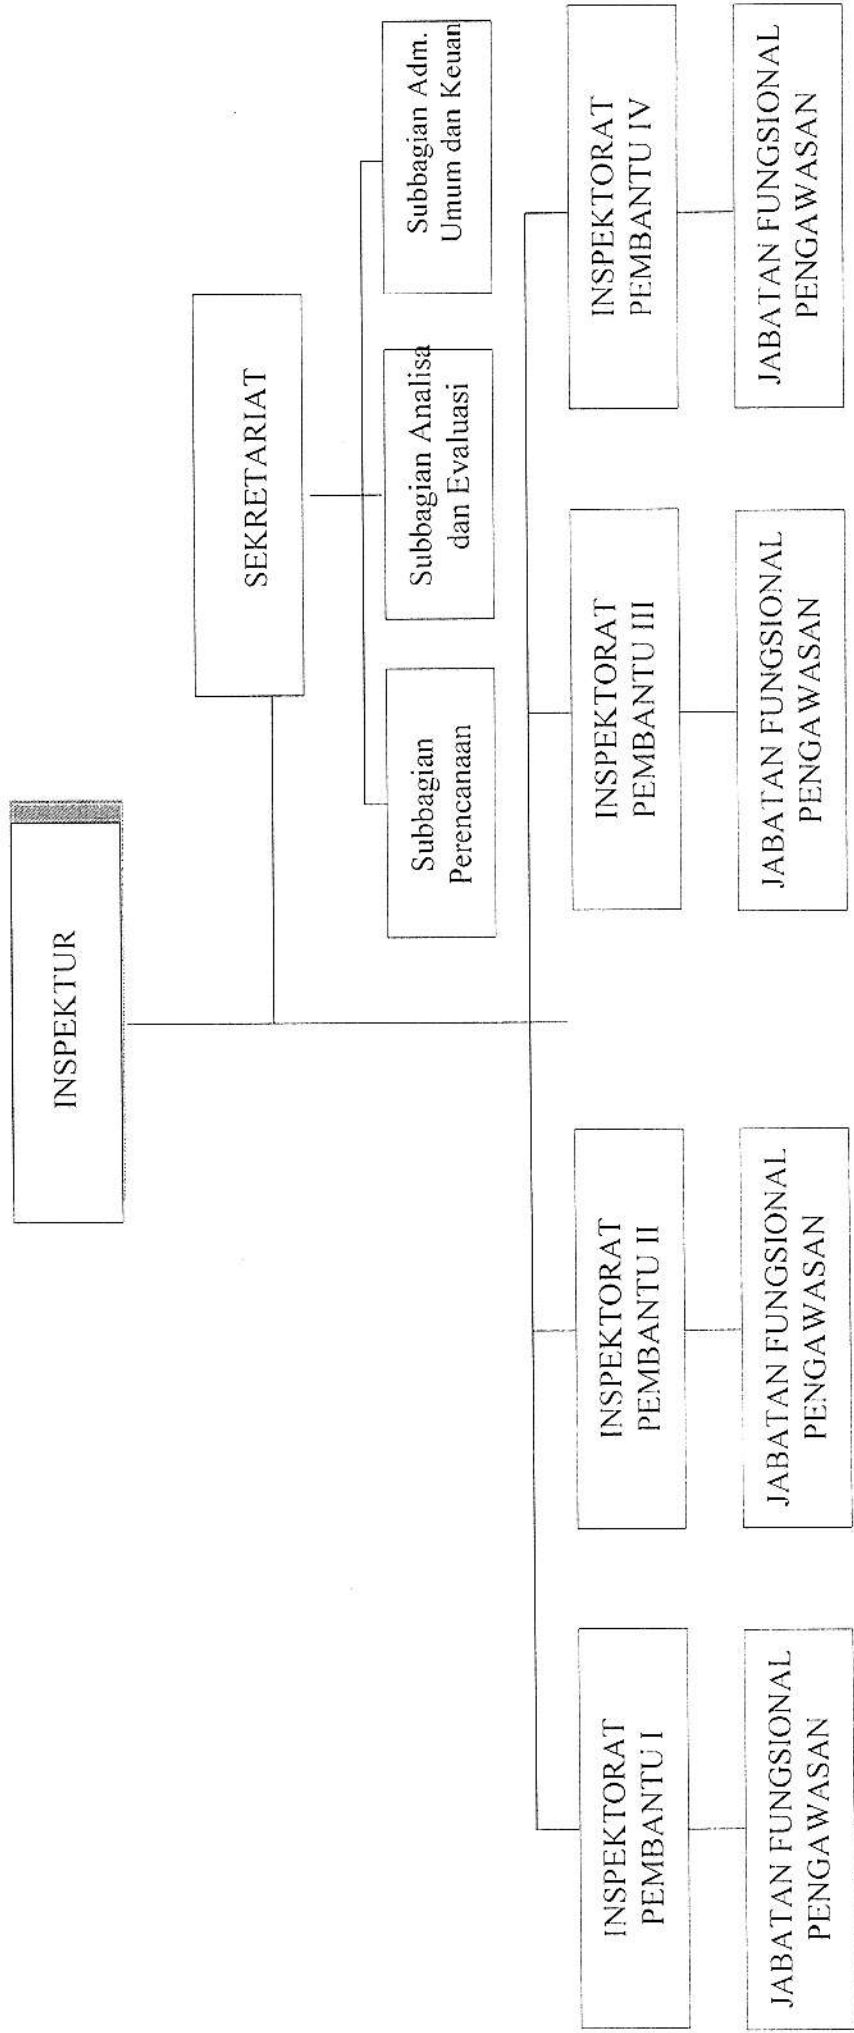 INSPEKTUR
SEKRETARIAT
Subbagian
Perencanaan
Subbagian Analisa
dan Evaluasi
Subbagian Adm.
Umum dan Keuan
INSPEKTORAT
PEMBANTU I
INSPEKTORAT
PEMBANTU II
INSPEKTORAT
PEMBANTU III
INSPEKTORAT
PEMBANTU IV
JABATAN FUNGSIONAL
PENGAWASAN
JABATAN FUNGSIONAL
PENGAWASAN
JABATAN FUNGSIONAL
PENGAWASAN
JABATAN FUNGSIONAL
PENGAWASAN